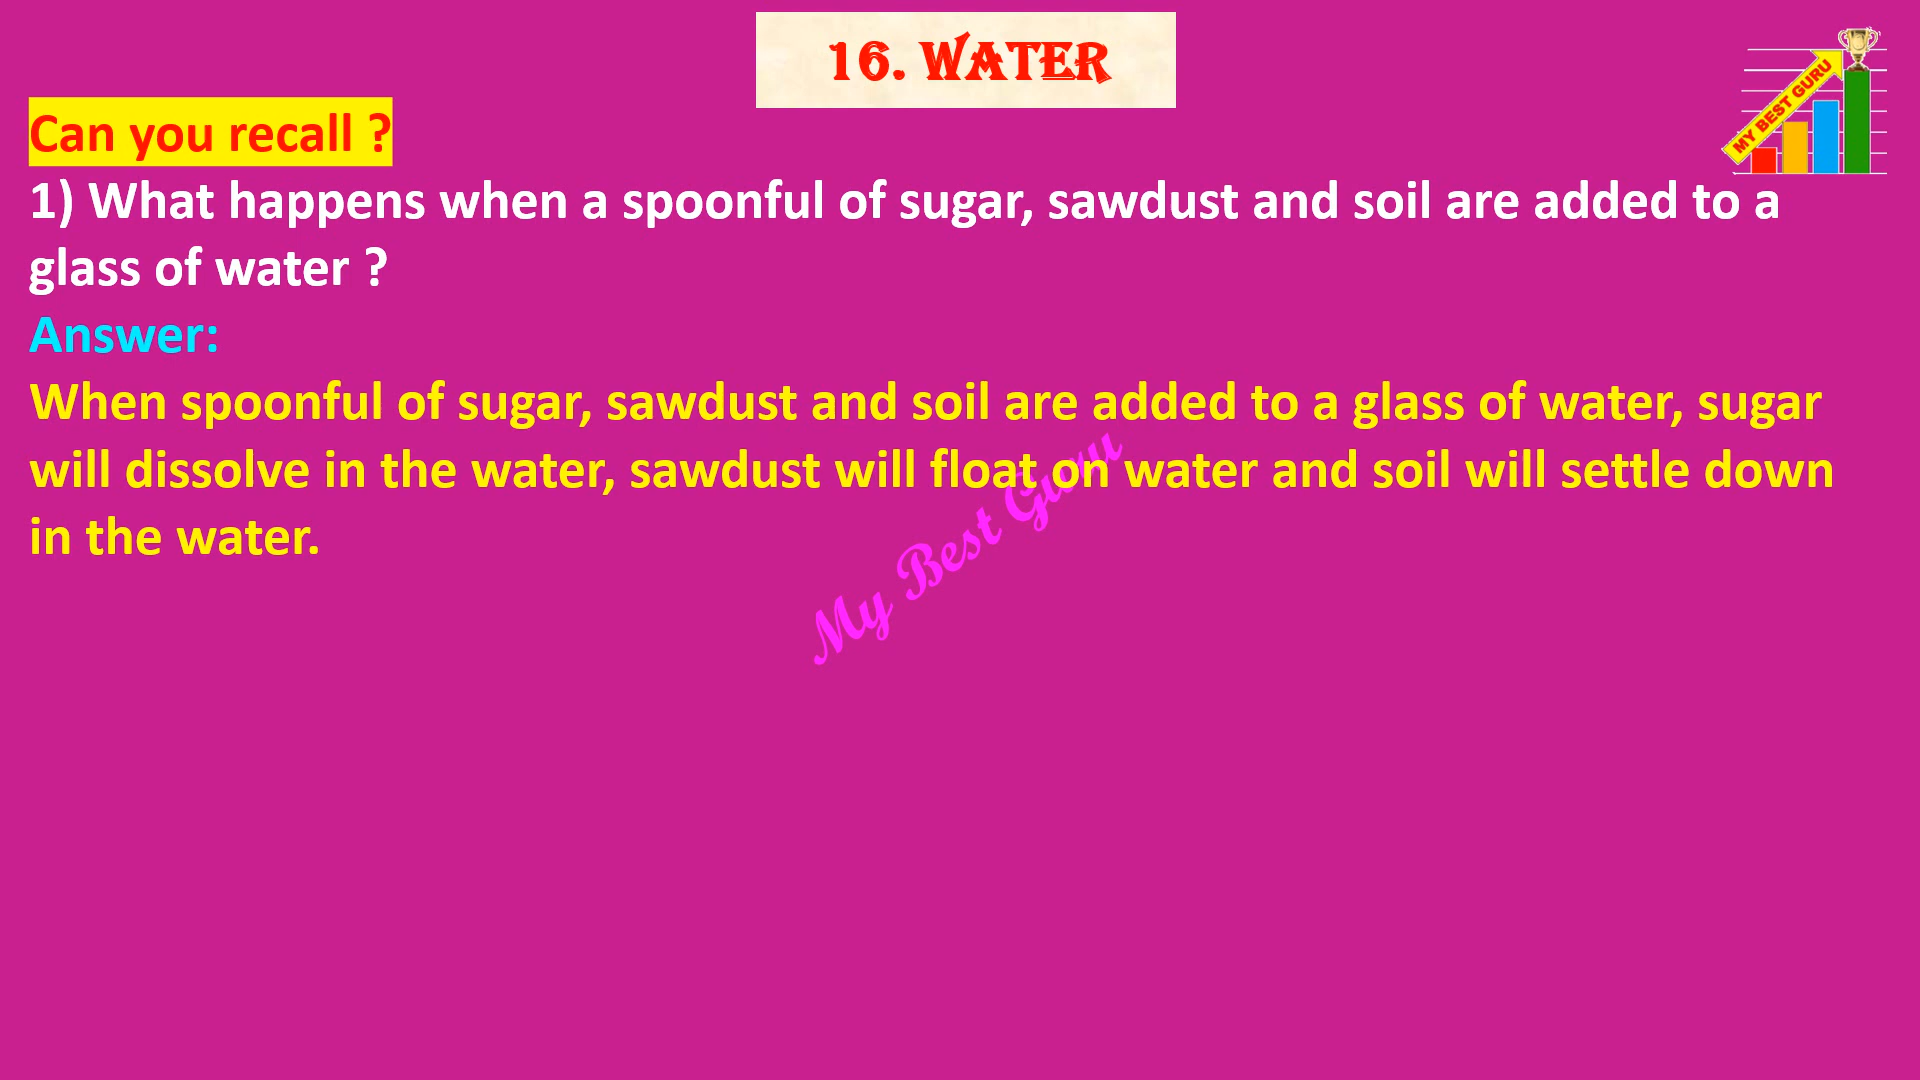 16. WATER
MY BEST GURU
Can you recall ?
1) What happens when a spoonful of sugar, sawdust and soil are added to a
glass of water ?
Answer:
When spoonful of sugar, sawdust and soil are added to a glass of water, sugar
will dissolve in the water, sawdust will float on water and soil will settle down
in the water.
My Best Guru